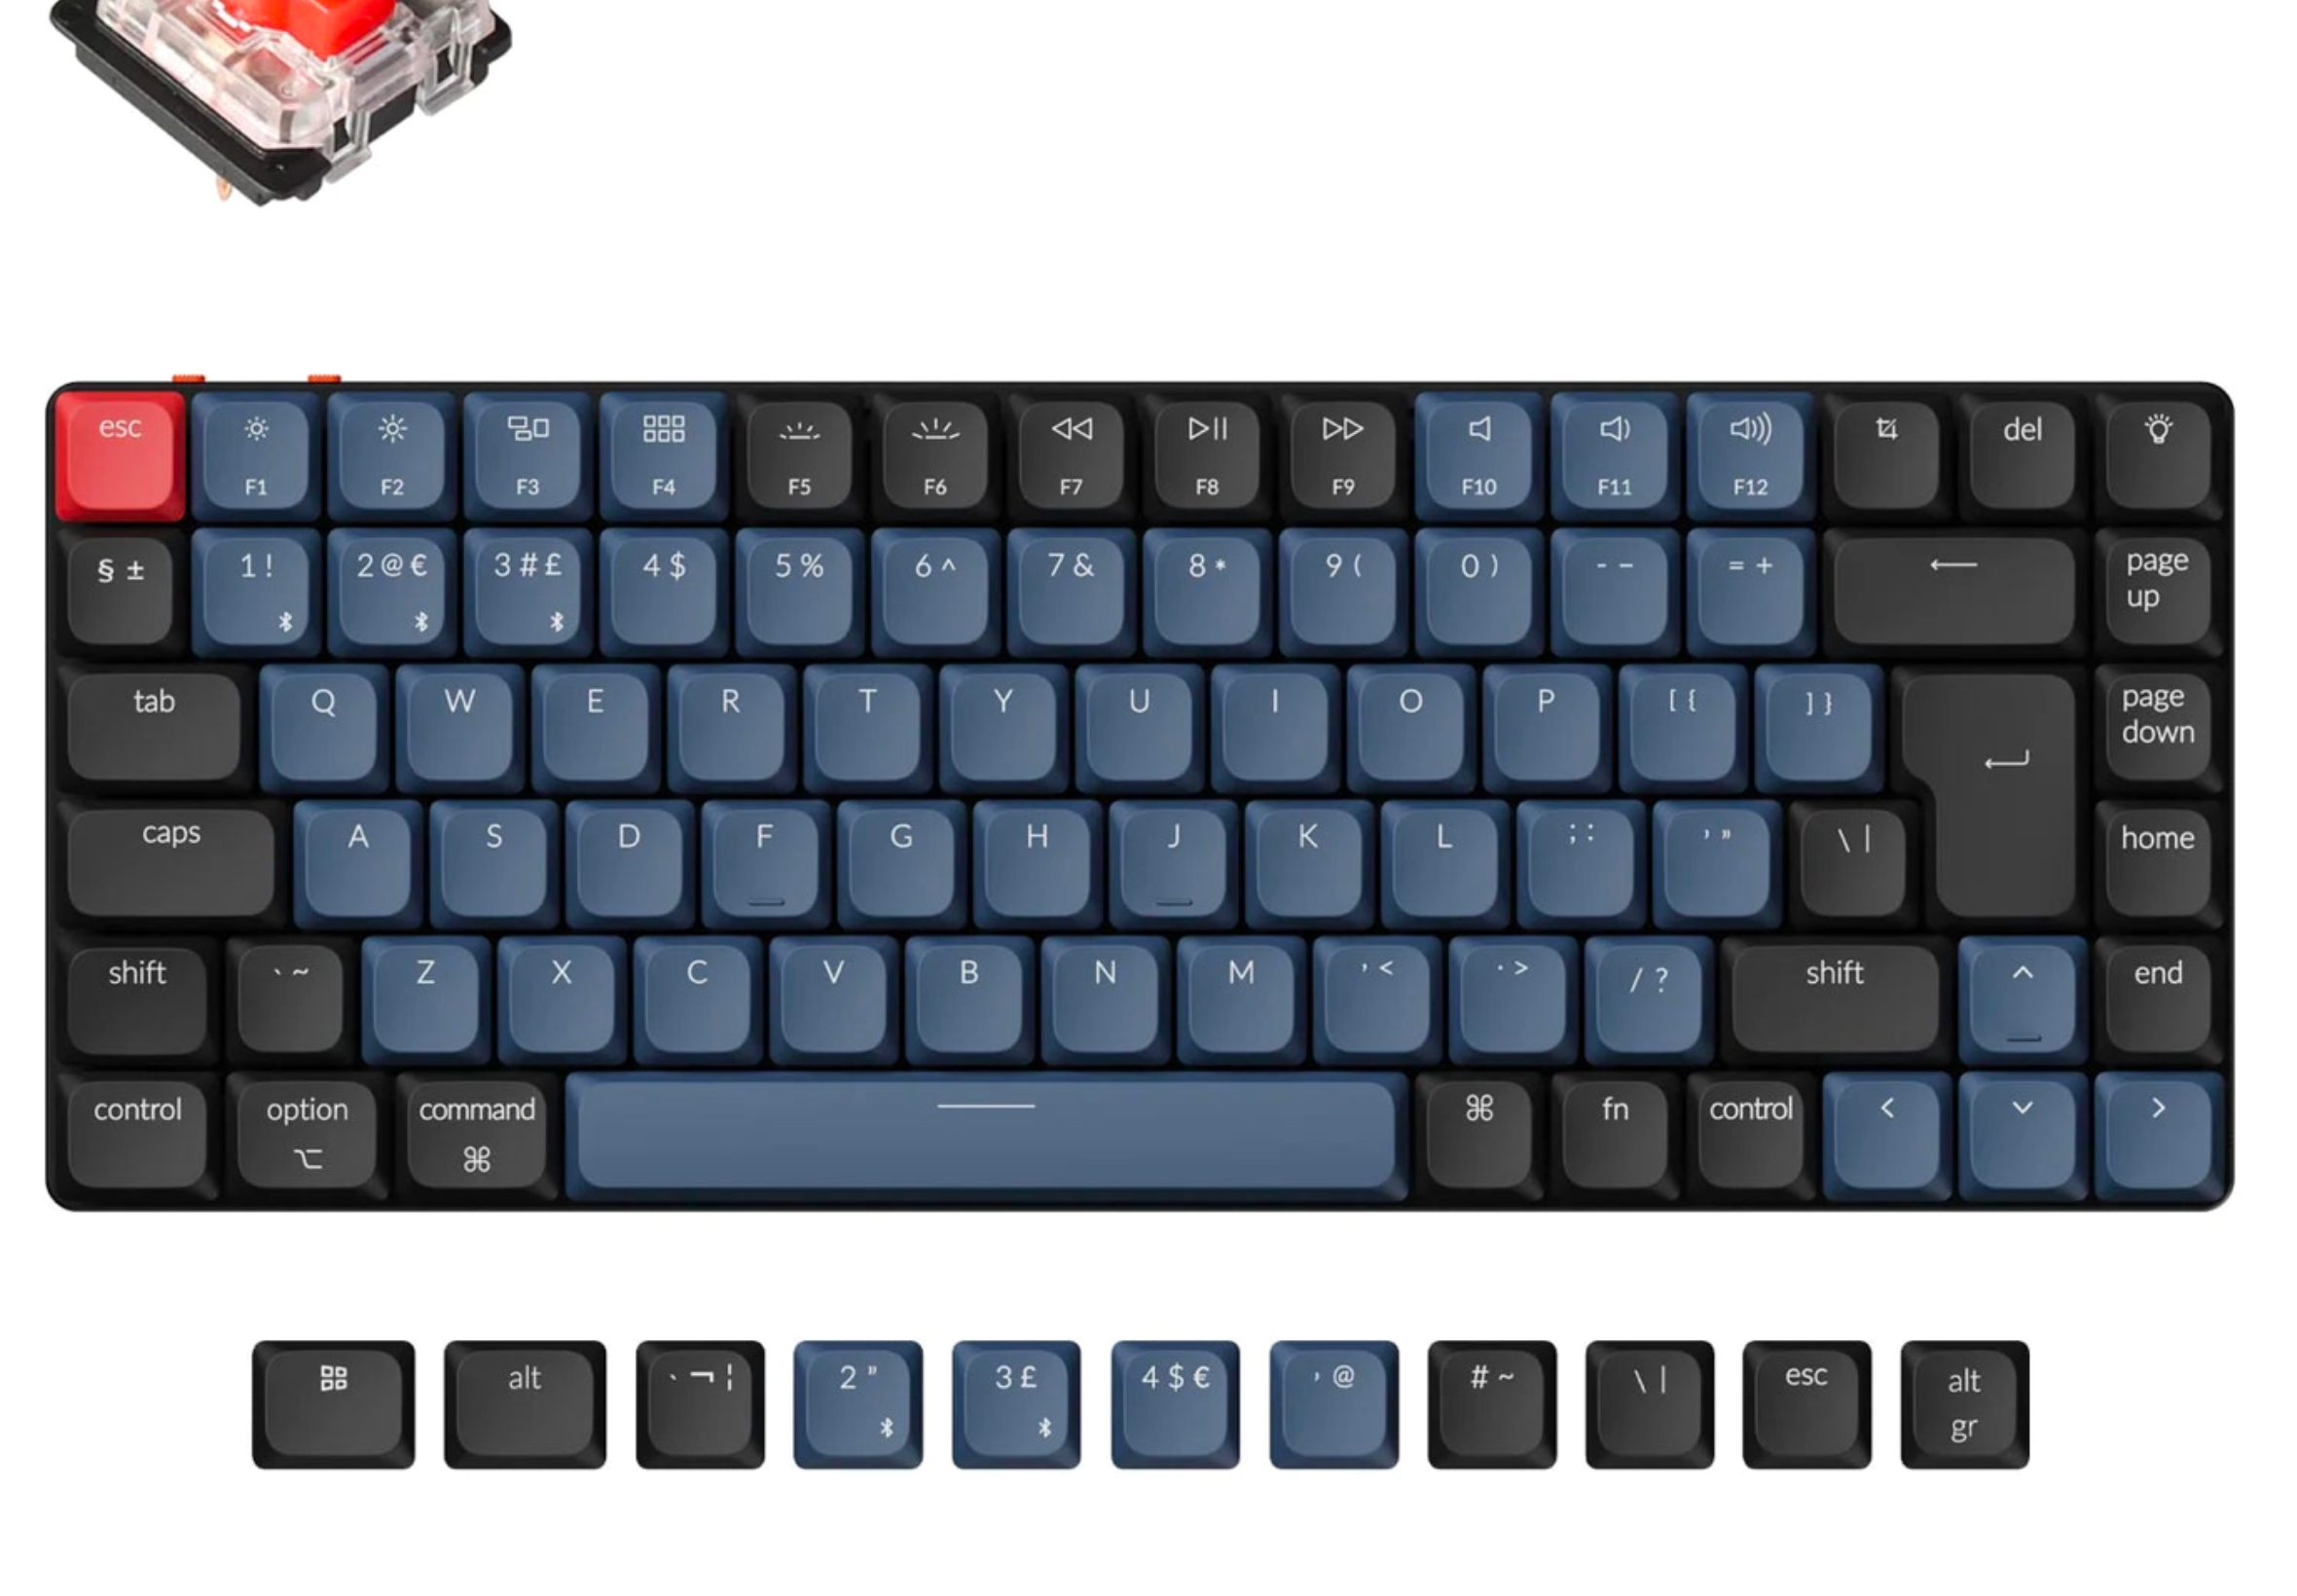 esc
F1 F2 F3 F4 F5 F6 F7 F8 F9 F10 F11 F12 del
§ ± 1 ! 2 @ € 3 # £ 4 $ 5 % 6 ^ 7 & 8 * 9 ( 0 ) - – = + ← page up
tab Q W E R T Y U I O P [ { ] } page down
caps A S D F G H J K L ; : ’ ” \ | home
shift ` ~ Z X C V B N M , < . > / ? shift ^ end
control option ⌥ command ⌘ ⌘ fn control < ⌄ >
alt ` ¬ ¦ 2 ” 3 £ 4 $ € ’ @ # ~ \ | esc alt gr